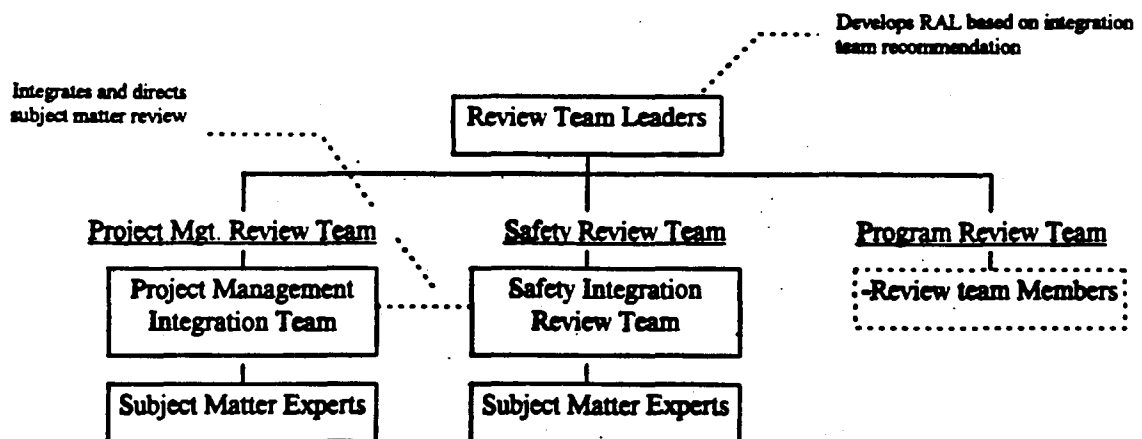 Develops RAL based on integration
team recommendation
Integrates and directs
subject matter review
Review Team Leaders
Project Mgt. Review Team
Safety Review Team
Program Review Team
Project Management
Integration Team
Safety Integration
Review Team
-Review team Members
Subject Matter Experts
Subject Matter Experts